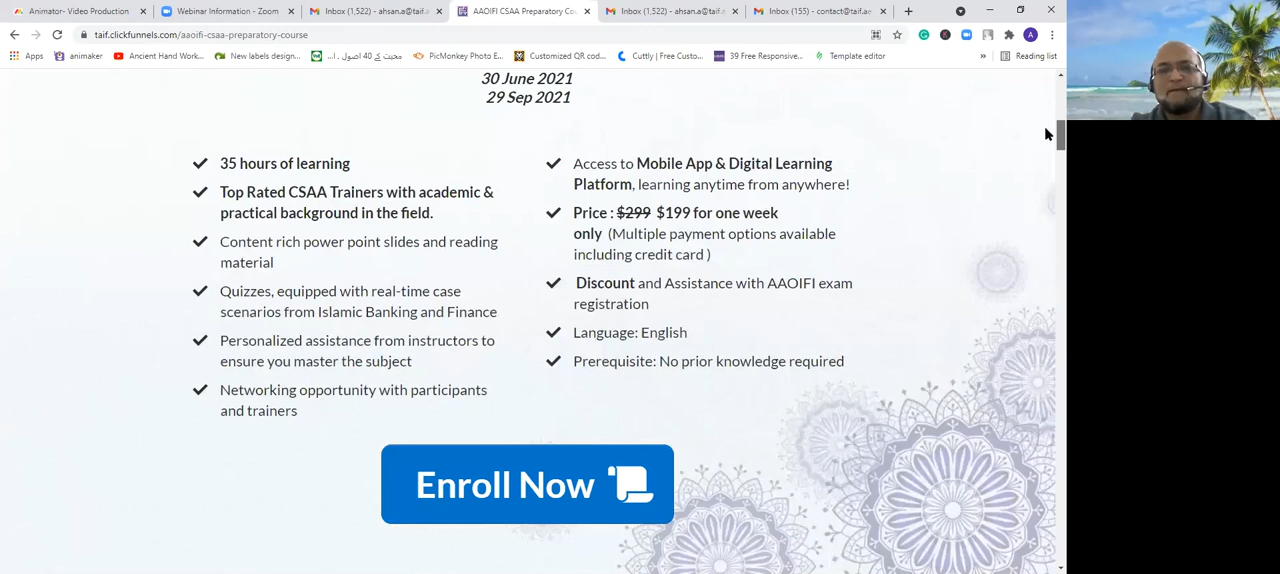 Animator- Video Production
Webinar Information - Zoom
Inbox (1,522) - ahsan.a@taif.a
AAOIFI CSAA Preparatory Cou
Inbox (1,522) - ahsan.a@taif.a
Inbox (155) - contact@taif.ae
taif.clickfunnels.com/aaoifi-csaa-preparatory-course
Apps
animaker
Ancient Hand Work...
New labels design...
محبت کے 40 اصول ۔ ا...
PicMonkey Photo E...
Customized QR cod...
Cuttly | Free Custo...
39 Free Responsive...
Template editor
»
Reading list
30 June 2021
29 Sep 2021
35 hours of learning
Top Rated CSAA Trainers with academic &
practical background in the field.
Content rich power point slides and reading
material
Quizzes, equipped with real-time case
scenarios from Islamic Banking and Finance
Personalized assistance from instructors to
ensure you master the subject
Networking opportunity with participants
and trainers
Access to Mobile App & Digital Learning
Platform, learning anytime from anywhere!
Price : $299 $199 for one week
only (Multiple payment options available
including credit card )
Discount and Assistance with AAOIFI exam
registration
Language: English
Prerequisite: No prior knowledge required
Enroll Now